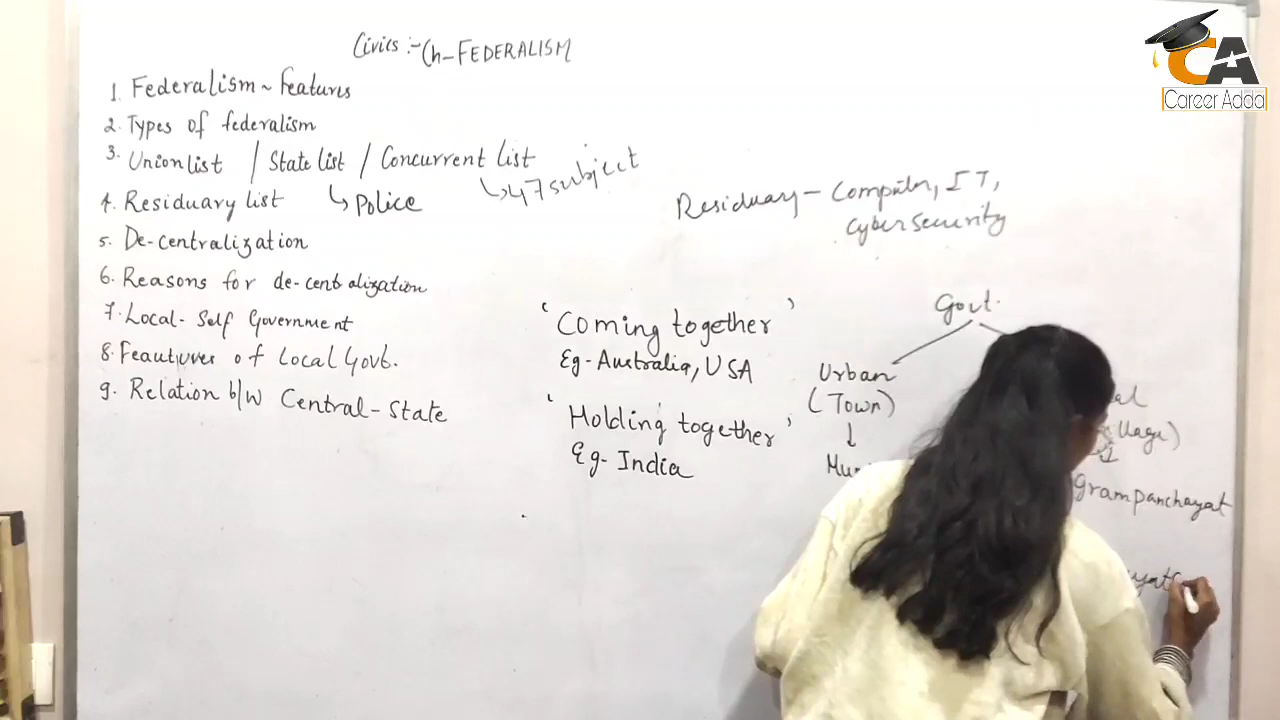 Civics :- Ch-FEDERALISM
1. Federalism ~ features
2. Types of federalism
3. Union list / State list / Concurrent list
↳ 47 subject
4. Residuary list ↳ Police
5. De-centralization
6. Reasons for de-centralization
7. Local-Self Government
8. Feautures of Local Govt.
9. Relation b/w Central-State
Residuary - Computer, IT,
Cyber Security
'Coming together'
Eg- Australia, USA
'Holding together'
Eg- India
Govt.
Urban
(Town)
Grampanchayat
CA
Career Adda